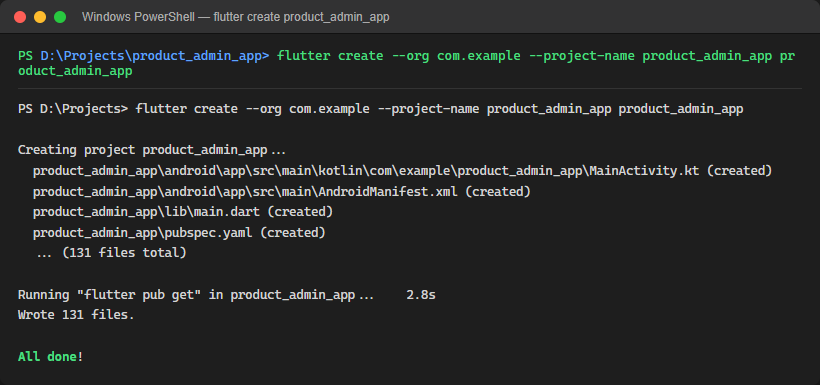 Windows PowerShell — flutter create product_admin_app
PS D:\Projects\product_admin_app> flutter create --org com.example --project-name product_admin_app pr
oduct_admin_app
PS D:\Projects> flutter create --org com.example --project-name product_admin_app product_admin_app
Creating project product_admin_app...
product_admin_app\android\app\src\main\kotlin\com\example\product_admin_app\MainActivity.kt (created)
product_admin_app\android\app\src\main\AndroidManifest.xml (created)
product_admin_app\lib\main.dart (created)
product_admin_app\pubspec.yaml (created)
... (131 files total)
Running "flutter pub get" in product_admin_app... 2.8s
Wrote 131 files.
All done!